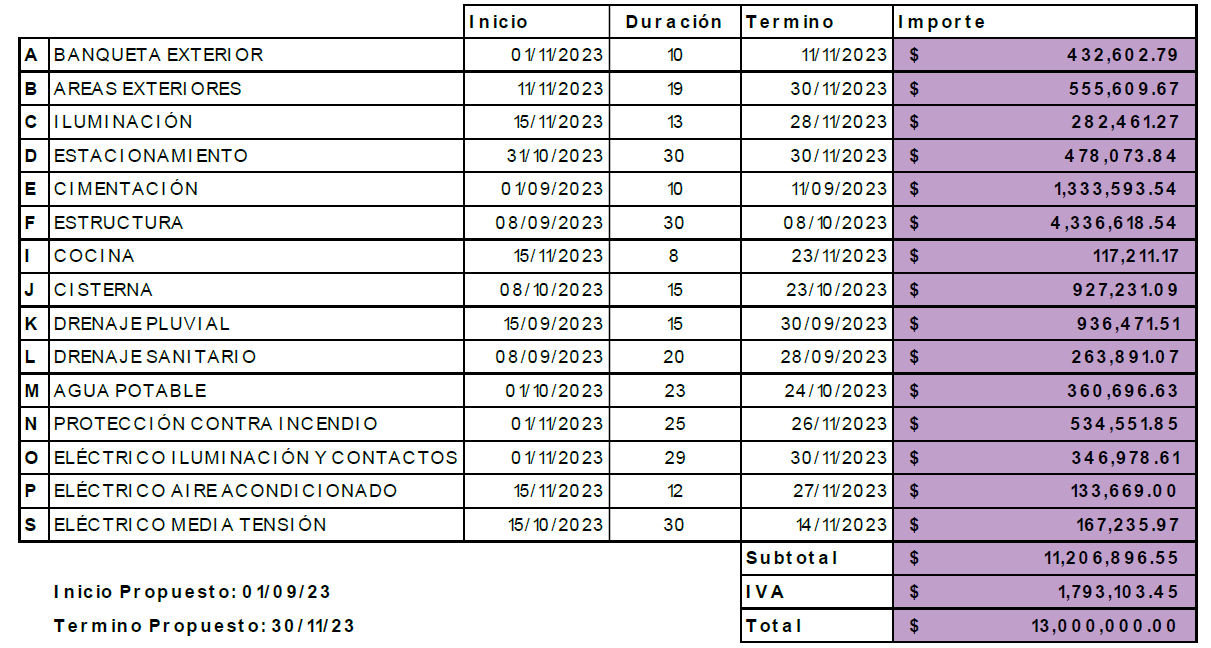 Inicio Duración Termino Importe
A BANQUETA EXTERIOR 01/11/2023 10 11/11/2023 $ 432,602.79
B AREAS EXTERIORES 11/11/2023 19 30/11/2023 $ 555,609.67
C ILUMINACIÓN 15/11/2023 13 28/11/2023 $ 282,461.27
D ESTACIONAMIENTO 31/10/2023 30 30/11/2023 $ 478,073.84
E CIMENTACIÓN 01/09/2023 10 11/09/2023 $ 1,333,593.54
F ESTRUCTURA 08/09/2023 30 08/10/2023 $ 4,336,618.54
I COCINA 15/11/2023 8 23/11/2023 $ 117,211.17
J CISTERNA 08/10/2023 15 23/10/2023 $ 927,231.09
K DRENAJE PLUVIAL 15/09/2023 15 30/09/2023 $ 936,471.51
L DRENAJE SANITARIO 08/09/2023 20 28/09/2023 $ 263,891.07
M AGUA POTABLE 01/10/2023 23 24/10/2023 $ 360,696.63
N PROTECCIÓN CONTRA INCENDIO 01/11/2023 25 26/11/2023 $ 534,551.85
O ELÉCTRICO ILUMINACIÓN Y CONTACTOS 01/11/2023 29 30/11/2023 $ 346,978.61
P ELÉCTRICO AIRE ACONDICIONADO 15/11/2023 12 27/11/2023 $ 133,669.00
S ELÉCTRICO MEDIA TENSIÓN 15/10/2023 30 14/11/2023 $ 167,235.97
Subtotal $ 11,206,896.55
Inicio Propuesto: 01/09/23 IVA $ 1,793,103.45
Termino Propuesto: 30/11/23 Total $ 13,000,000.00